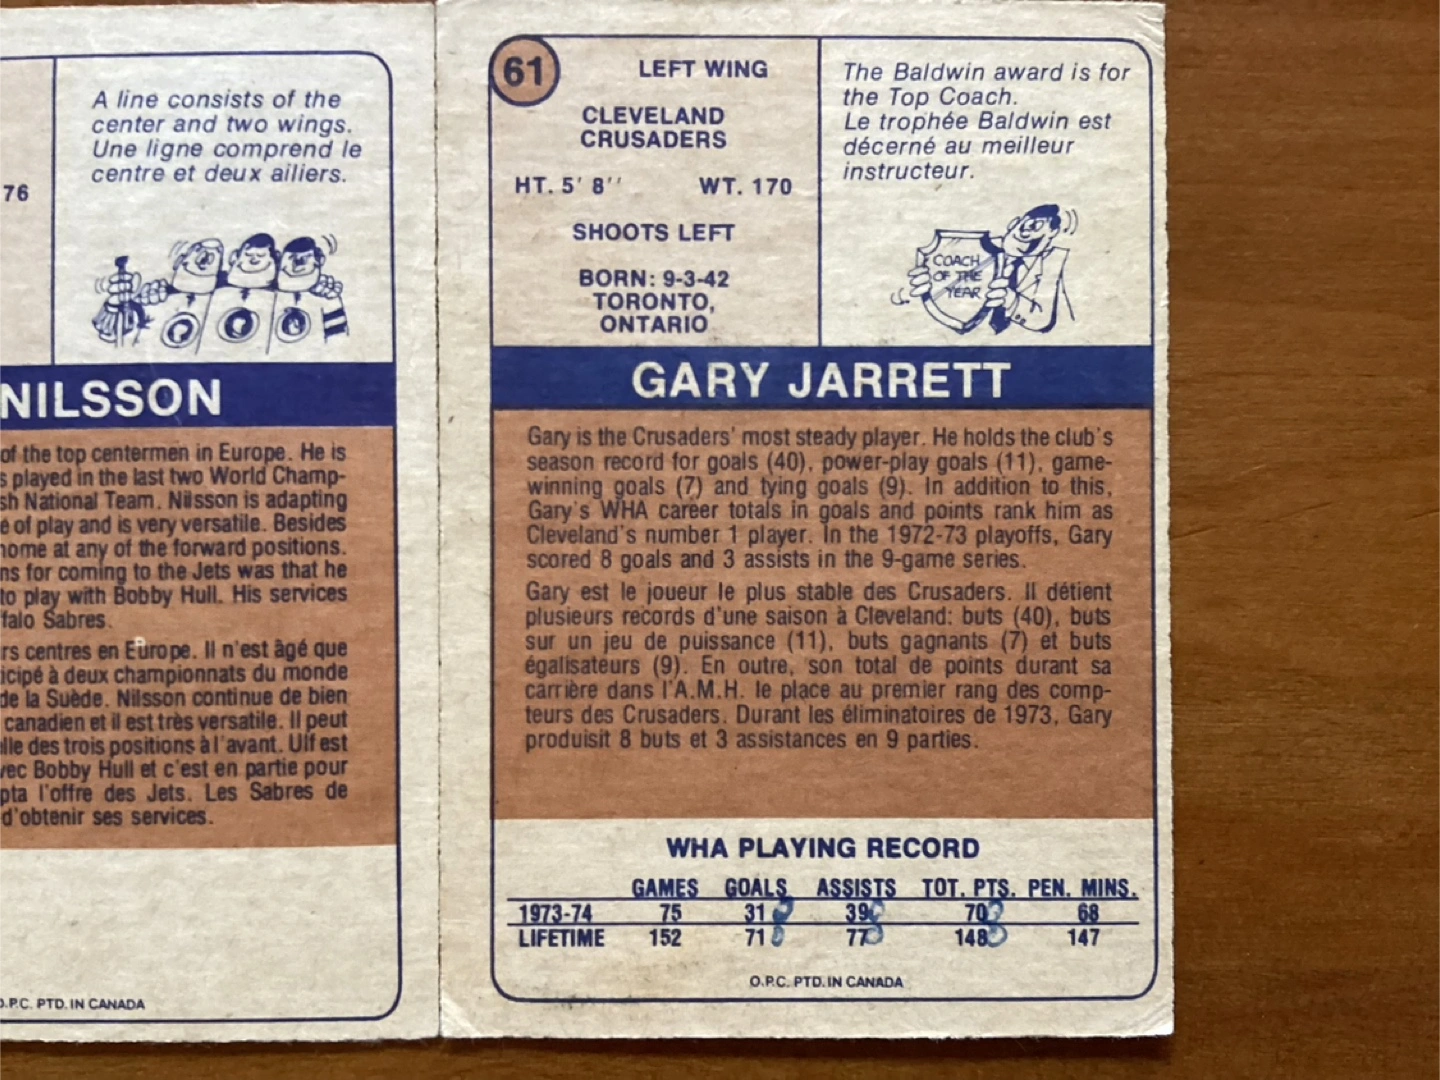 76
A line consists of the
center and two wings.
Une ligne comprend le
centre et deux ailiers.
NILSSON
of the top centermen in Europe. He is
played in the last two World Champ-
National Team. Nilsson is adapting
of play and is very versatile. Besides
at any of the forward positions.
for coming to the Jets was that he
to play with Bobby Hull. His services
Sabres.
centres en Europe. Il n'est âgé que
à deux championnats du monde
de la Suède. Nilsson continue de bien
canadien et il est très versatile. Il peut
des trois positions à l'avant. Ulf est
Bobby Hull et c'est en partie pour
l'offre des Jets. Les Sabres de
d'obtenir ses services.
O.P.C. PTD. IN CANADA
61
LEFT WING
CLEVELAND
CRUSADERS
HT. 5' 8'' WT. 170
SHOOTS LEFT
BORN: 9-3-42
TORONTO,
ONTARIO
The Baldwin award is for
the Top Coach.
Le trophée Baldwin est
décerné au meilleur
instructeur.
COACH
OF THE
YEAR
GARY JARRETT
Gary is the Crusaders' most steady player. He holds the club's
season record for goals (40), power-play goals (11), game-
winning goals (7) and tying goals (9). In addition to this,
Gary's WHA career totals in goals and points rank him as
Cleveland's number 1 player. In the 1972-73 playoffs, Gary
scored 8 goals and 3 assists in the 9-game series.
Gary est le joueur le plus stable des Crusaders. Il détient
plusieurs records d'une saison à Cleveland: buts (40), buts
sur un jeu de puissance (11), buts gagnants (7) et buts
égalisateurs (9). En outre, son total de points durant sa
carrière dans l'A.M.H. le place au premier rang des comp-
teurs des Crusaders. Durant les éliminatoires de 1973, Gary
produisit 8 buts et 3 assistances en 9 parties.
WHA PLAYING RECORD
GAMES GOALS ASSISTS TOT. PTS. PEN. MINS.
1973-74 75 31 39 70 68
LIFETIME 152 71 77 148 147
O.P.C. PTD. IN CANADA